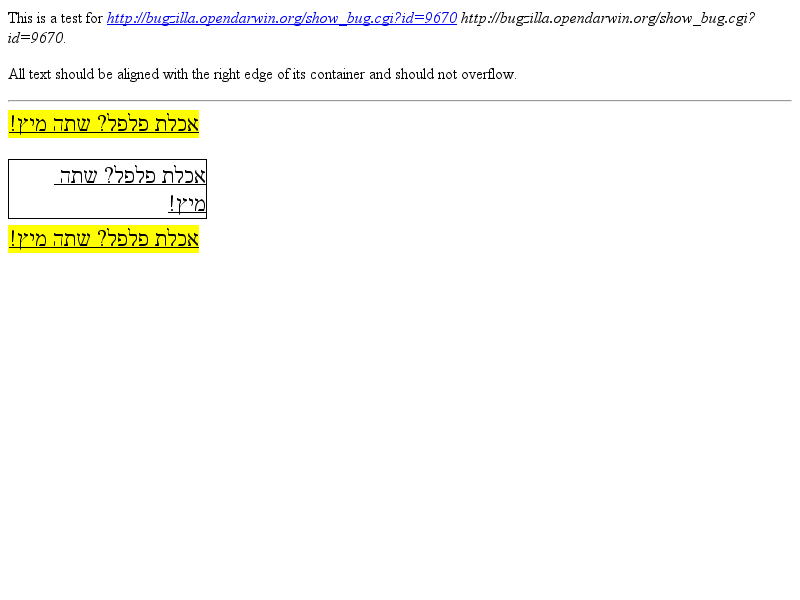 This is a test for http://bugzilla.opendarwin.org/show_bug.cgi?id=9670 http://bugzilla.opendarwin.org/show_bug.cgi?
id=9670.
All text should be aligned with the right edge of its container and should not overflow.
אכלת פלפל? שתה מיץ!
אכלת פלפל? שתה
מיץ!
אכלת פלפל? שתה מיץ!